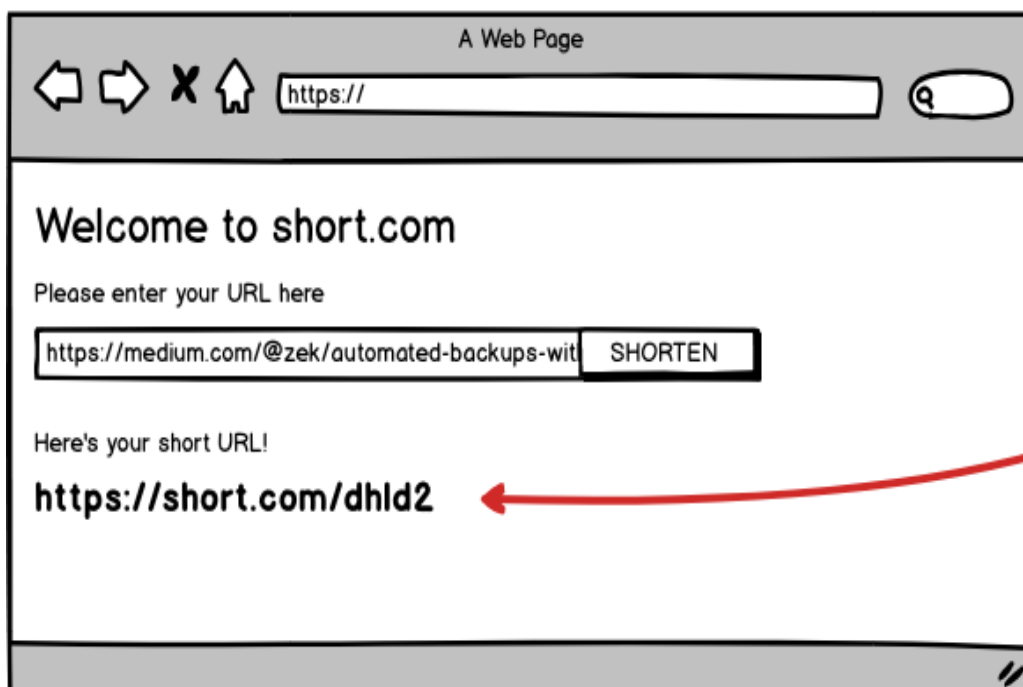 A Web Page
https://
Welcome to short.com
Please enter your URL here
https://medium.com/@zek/automated-backups-wit
SHORTEN
Here's your short URL!
https://short.com/dhld2